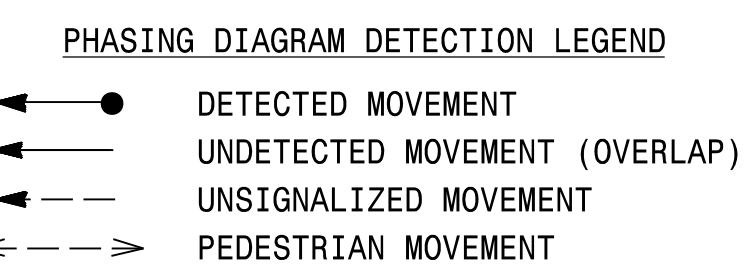 PHASING DIAGRAM DETECTION LEGEND
DETECTED MOVEMENT
UNDETECTED MOVEMENT (OVERLAP)
UNSIGNALIZED MOVEMENT
PEDESTRIAN MOVEMENT